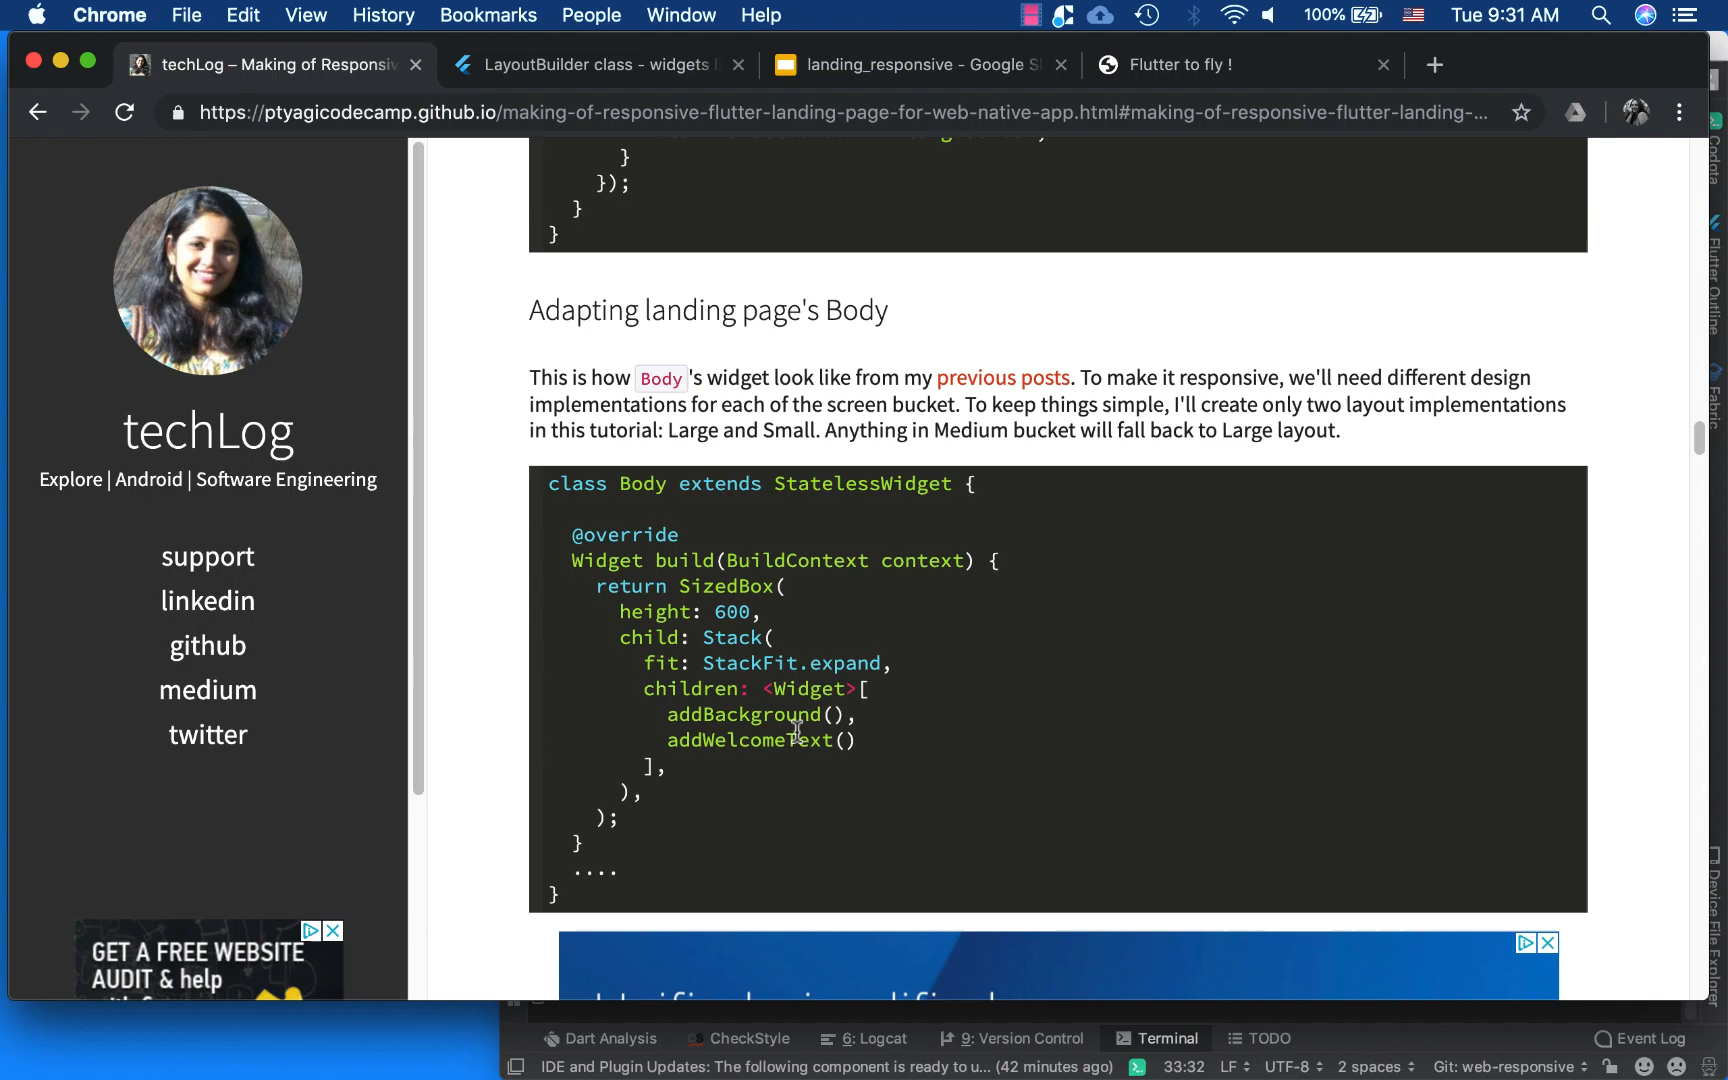 Chrome File Edit View History Bookmarks People Window Help 100% Tue 9:31 AM
techLog – Making of Responsiv
LayoutBuilder class - widgets l
landing_responsive - Google Sl
Flutter to fly !
https://ptyagicodecamp.github.io/making-of-responsive-flutter-landing-page-for-web-native-app.html#making-of-responsive-flutter-landing-...
techLog
Explore | Android | Software Engineering
support
linkedin
github
medium
twitter
GET A FREE WEBSITE
AUDIT & help
}
});
}
}
Adapting landing page's Body
This is how Body's widget look like from my previous posts. To make it responsive, we'll need different design
implementations for each of the screen bucket. To keep things simple, I'll create only two layout implementations
in this tutorial: Large and Small. Anything in Medium bucket will fall back to Large layout.
class Body extends StatelessWidget {
@override
Widget build(BuildContext context) {
return SizedBox(
height: 600,
child: Stack(
fit: StackFit.expand,
children: <Widget>[
addBackground(),
addWelcomeText()
],
),
);
}
....
}
Codota
Flutter Outline
Fabric
Device File Explorer
Dart Analysis CheckStyle 6: Logcat 9: Version Control Terminal TODO Event Log
IDE and Plugin Updates: The following component is ready to u... (42 minutes ago) 33:32 LF UTF-8 2 spaces Git: web-responsive